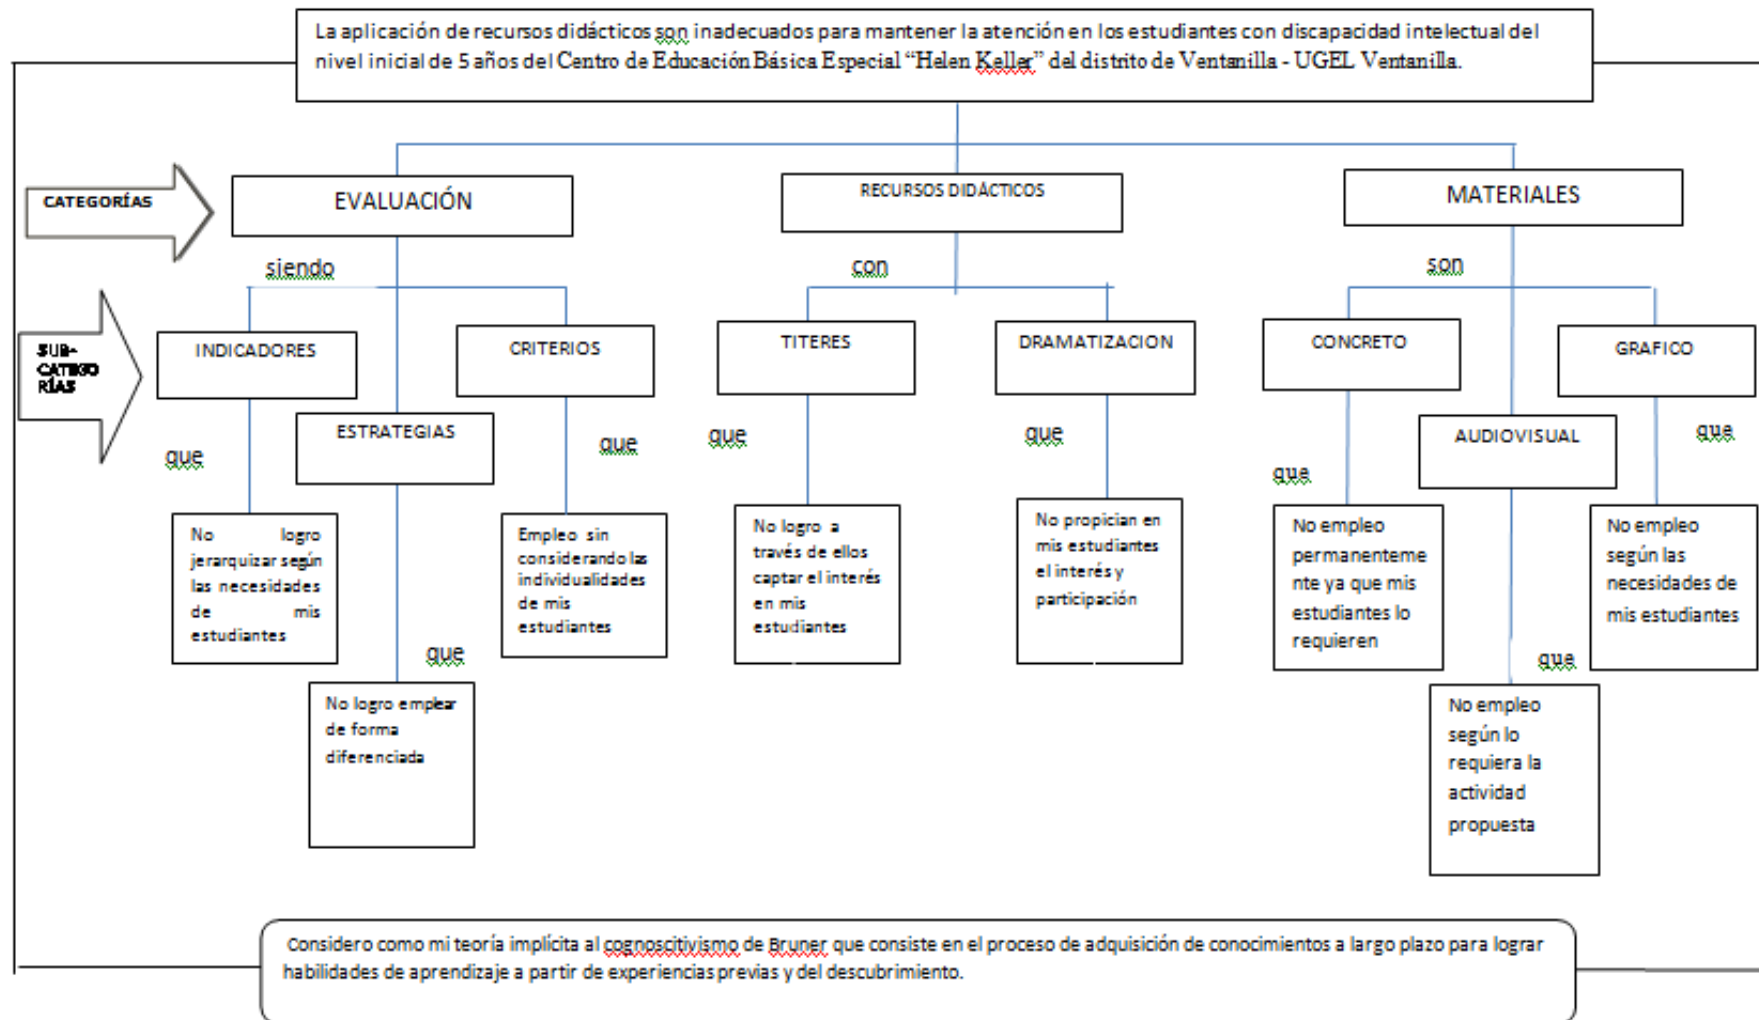 La aplicación de recursos didácticos son inadecuados para mantener la atención en los estudiantes con discapacidad intelectual del
nivel inicial de 5 años del Centro de Educación Básica Especial “Helen Keller” del distrito de Ventanilla - UGEL Ventanilla.
CATEGORÍAS
EVALUACIÓN
RECURSOS DIDÁCTICOS
MATERIALES
siendo
con
son
SUB-
CATEGO
RÍAS
INDICADORES
CRITERIOS
TITERES
DRAMATIZACION
CONCRETO
GRAFICO
ESTRATEGIAS
AUDIOVISUAL
que
que
que
que
que
que
No logro
jerarquizar según
las necesidades
de mis
estudiantes
Empleo sin
considerando las
individualidades
de mis
estudiantes
No logro a
través de ellos
captar el interés
en mis
estudiantes
No propician en
mis estudiantes
el interés y
participación
No empleo
permanenteme
nte ya que mis
estudiantes lo
requieren
No empleo
según las
necesidades de
mis estudiantes
que
que
No logro emplear
de forma
diferenciada
No empleo
según lo
requiera la
actividad
propuesta
Considero como mi teoría implícita al cognoscitivismo de Bruner que consiste en el proceso de adquisición de conocimientos a largo plazo para lograr
habilidades de aprendizaje a partir de experiencias previas y del descubrimiento.